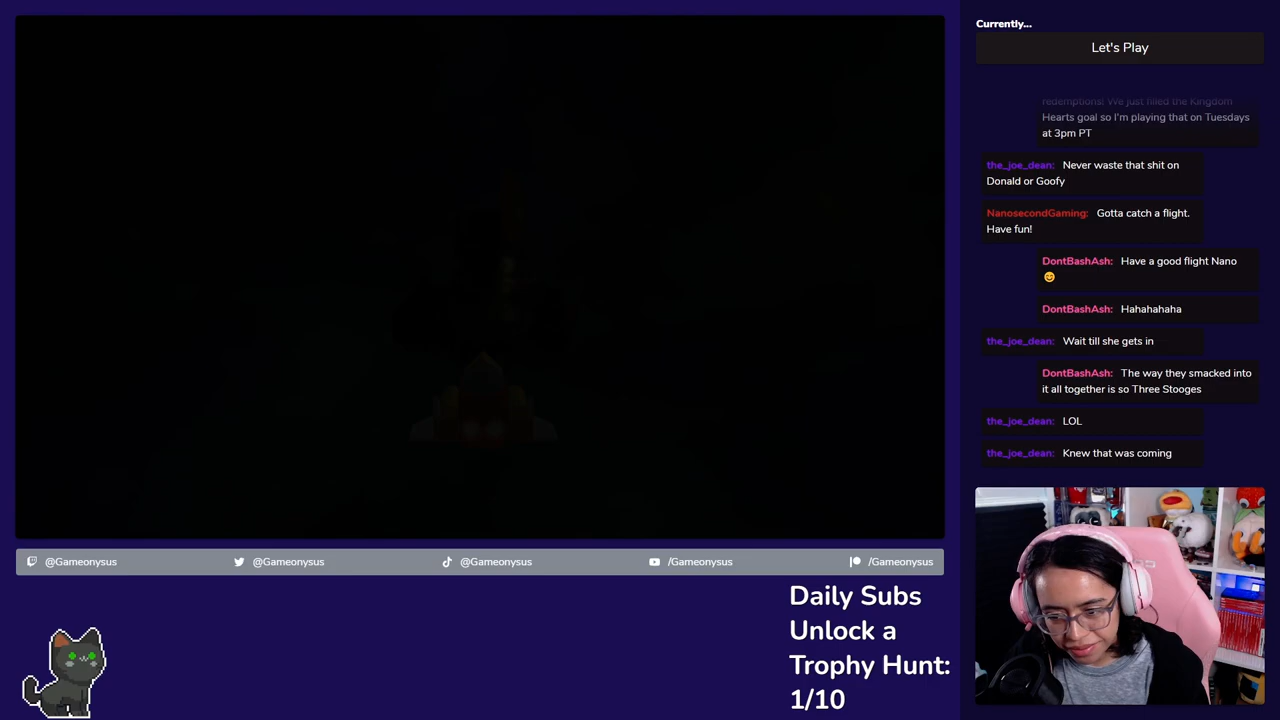 Currently...
Let's Play
redemptions! We just filled the Kingdom
Hearts goal so I'm playing that on Tuesdays
at 3pm PT
the_joe_dean: Never waste that shit on
Donald or Goofy
NanosecondGaming: Gotta catch a flight.
Have fun!
DontBashAsh: Have a good flight Nano
😊
DontBashAsh: Hahahahaha
the_joe_dean: Wait till she gets in
DontBashAsh: The way they smacked into
it all together is so Three Stooges
the_joe_dean: LOL
the_joe_dean: Knew that was coming
@Gameonysus
@Gameonysus
@Gameonysus
/Gameonysus
/Gameonysus
Daily Subs
Unlock a
Trophy Hunt:
1/10